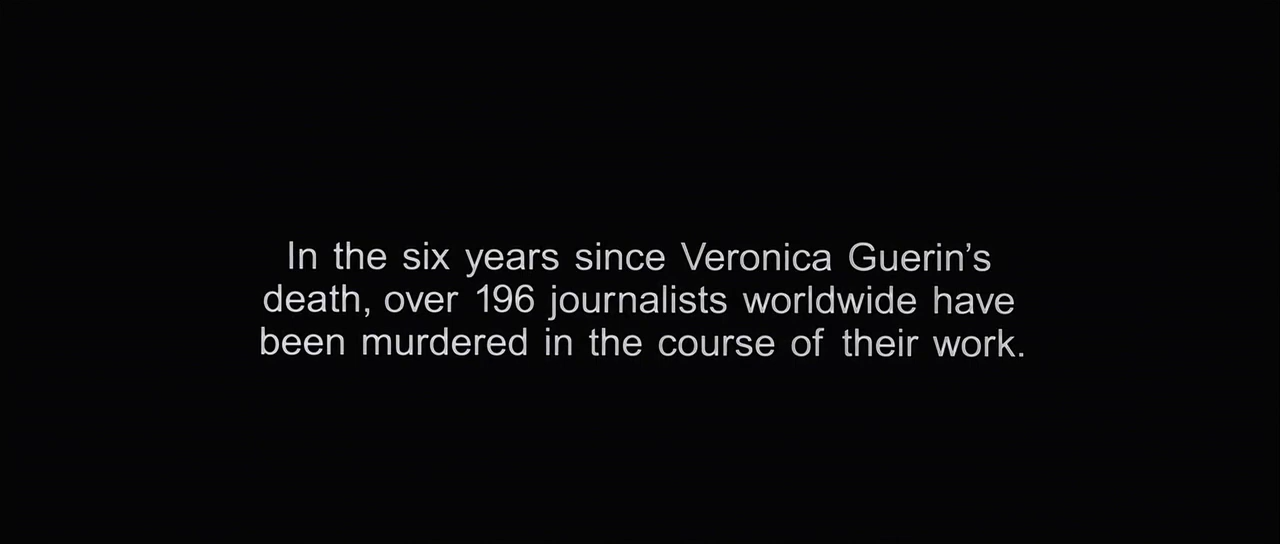 In the six years since Veronica Guerin’s
death, over 196 journalists worldwide have
been murdered in the course of their work.